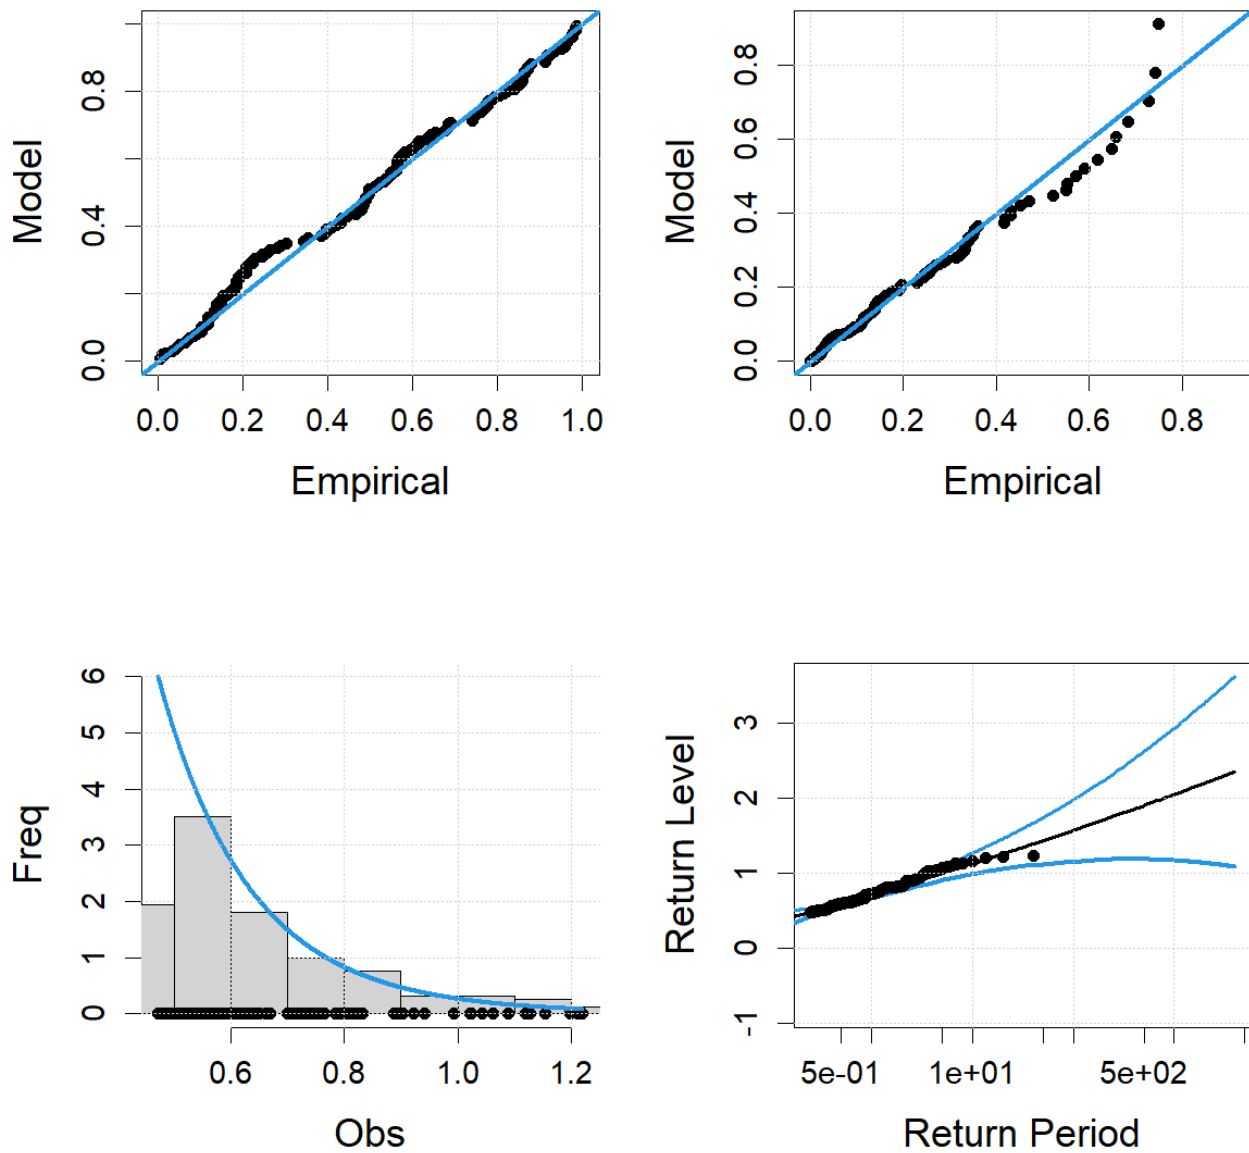 0.0 0.4 0.8
Model
0.0 0.2 0.4 0.6 0.8 1.0
Empirical
0.0 0.2 0.4 0.6 0.8
Model
0.0 0.2 0.4 0.6 0.8
Empirical
0 1 2 3 4 5 6
Freq
0.6 0.8 1.0 1.2
Obs
-1 0 1 2 3
Return Level
5e-01 1e+01 5e+02
Return Period